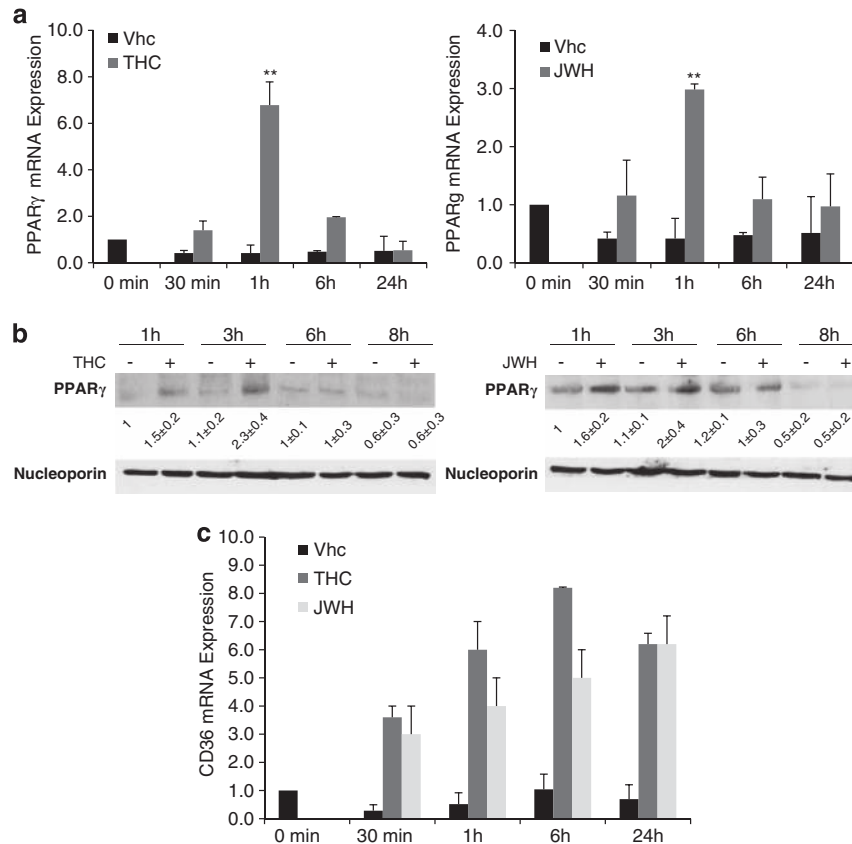 a
10.0
8.0
6.0
4.0
2.0
0.0
PPARγ mRNA Expression
Vhc
THC
**
0 min 30 min 1h 6h 24h
4.0
3.0
2.0
1.0
0.0
PPARg mRNA Expression
Vhc
JWH
**
0 min 30 min 1h 6h 24h
b
1h 3h 6h 8h
THC - + - + - + - +
PPARγ
1 1.5±0.2 1.1±0.2 2.3±0.4 1±0.1 1±0.3 0.6±0.3 0.6±0.3
Nucleoporin
1h 3h 6h 8h
JWH - + - + - + - +
PPARγ
1 1.6±0.2 1.1±0.1 2±0.4 1.2±0.1 1±0.3 0.5±0.2 0.5±0.2
Nucleoporin
c
10.0
9.0
8.0
7.0
6.0
5.0
4.0
3.0
2.0
1.0
0.0
CD36 mRNA Expression
Vhc
THC
JWH
0 min 30 min 1h 6h 24h